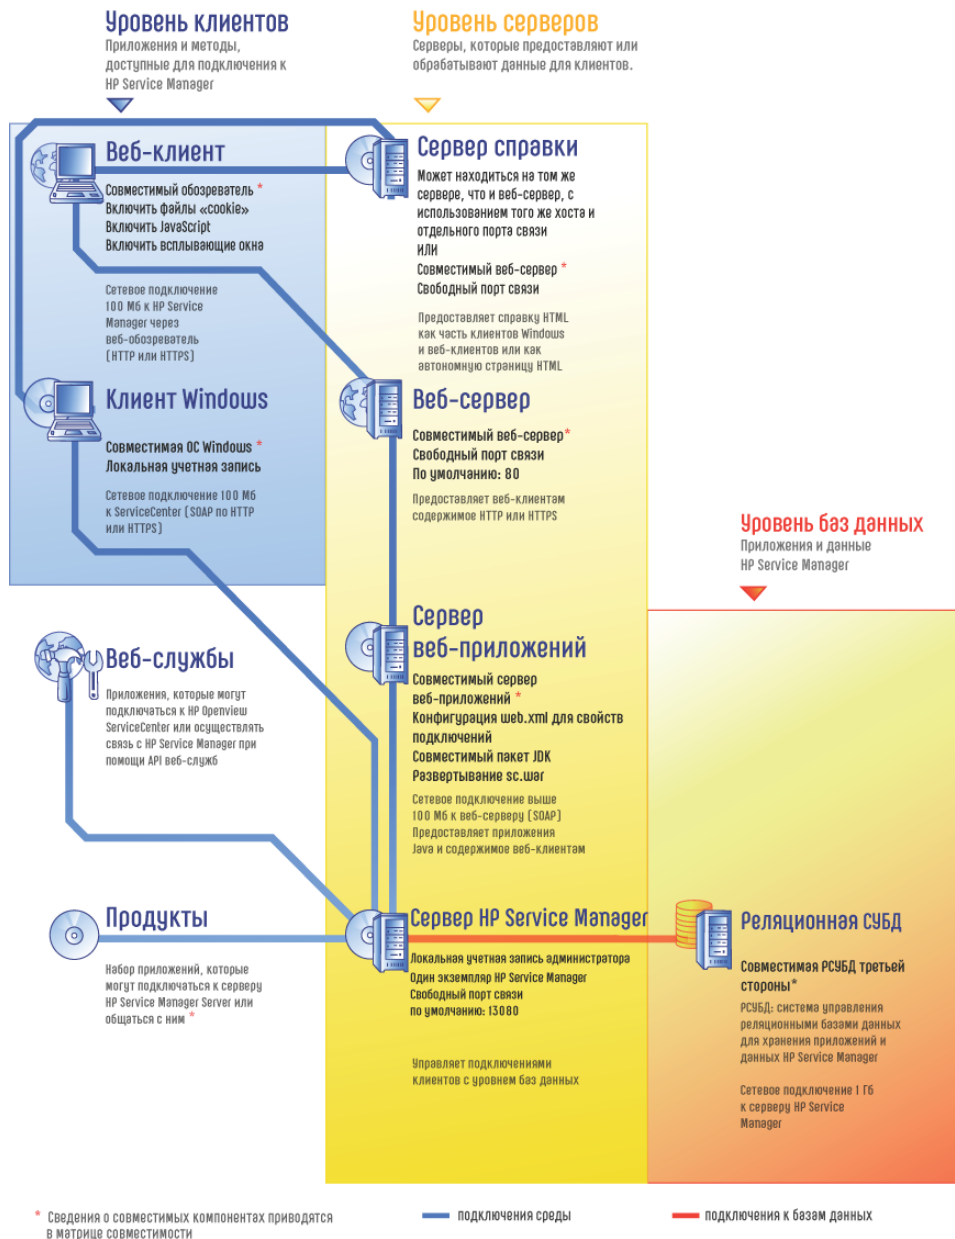 Уровень клиентов
Приложения и методы,
доступные для подключения к
HP Service Manager
Уровень серверов
Серверы, которые предоставляют или
обрабатывают данные для клиентов.
Веб-клиент
Совместимый обозреватель *
Включить файлы «cookie»
Включить JavaScript
Включить всплывающие окна
Сетевое подключение
100 Мб к HP Service
Manager через
веб-обозреватель
(HTTP или HTTPS)
Сервер справки
Может находиться на том же
сервере, что и веб-сервер, с
использованием того же хоста и
отдельного порта связи
ИЛИ
Совместимый веб-сервер *
Свободный порт связи
Предоставляет справку HTML
как часть клиентов Windows
и веб-клиентов или как
автономную страницу HTML
Клиент Windows
Совместимая ОС Windows *
Локальная учетная запись
Сетевое подключение 100 Мб
к ServiceCenter (SOAP по HTTP
или HTTPS)
Веб-сервер
Совместимый веб-сервер*
Свободный порт связи
По умолчанию: 80
Предоставляет веб-клиентам
содержимое HTTP или HTTPS
Уровень баз данных
Приложения и данные
HP Service Manager
Веб-службы
Приложения, которые могут
подключаться к HP Openview
ServiceCenter или осуществлять
связь с HP Service Manager при
помощи API веб-служб
Сервер
веб-приложений
Совместимый сервер
веб-приложений *
Конфигурация web.xml для свойств
подключений
Совместимый пакет JDK
Развертывание sc.war
Сетевое подключение выше
100 Мб к веб-серверу (SOAP)
Предоставляет приложения
Java и содержимое веб-клиентам
Продукты
Набор приложений, которые
могут подключаться к серверу
HP Service Manager Server или
общаться с ним *
Сервер HP Service Manager
Локальная учетная запись администратора
Один экземпляр HP Service Manager
Свободный порт связи
по умолчанию: 13080
Управляет подключениями
клиентов с уровнем баз данных
Реляционная СУБД
Совместимая РСУБД третьей
стороны*
РСУБД: система управления
реляционными базами данных
для хранения приложений и
данных HP Service Manager
Сетевое подключение 1 Гб
к серверу HP Service
Manager
* Сведения о совместимых компонентах приводятся
в матрице совместимости
подключения среды
подключения к базам данных